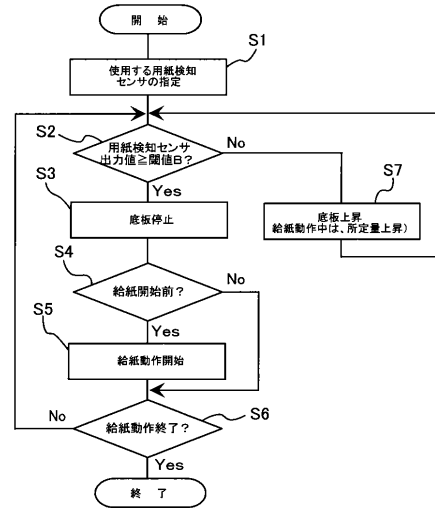 開 始
S1
使用する用紙検知
センサの指定
S2
用紙検知センサ
出力値≧閾値B?
No
Yes
S3
底板停止
S7
底板上昇
給紙動作中は、所定量上昇)
S4
給紙開始前?
No
Yes
S5
給紙動作開始
No
給紙動作終了?
S6
Yes
終 了